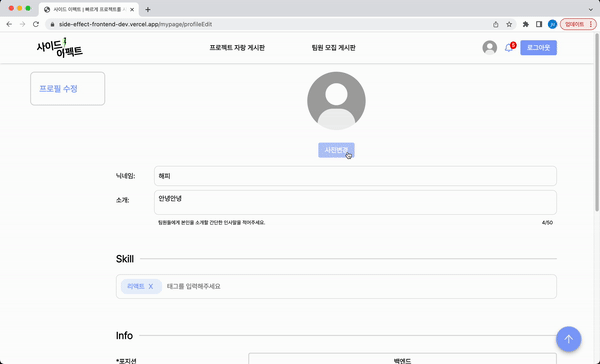 사이드 이펙트 | 빠르게 프로젝트를
side-effect-frontend-dev.vercel.app/mypage/profileEdit
업데이트
사이드
이펙트
프로젝트 자랑 게시판
팀원 모집 게시판
5
로그아웃
프로필 수정
사진변경
닉네임:
해피
소개:
안녕안녕
팀원들에게 본인을 소개할 간단한 인사말을 적어주세요.
4/50
Skill
리액트 X
태그를 입력해주세요
Info
*포지션
백엔드